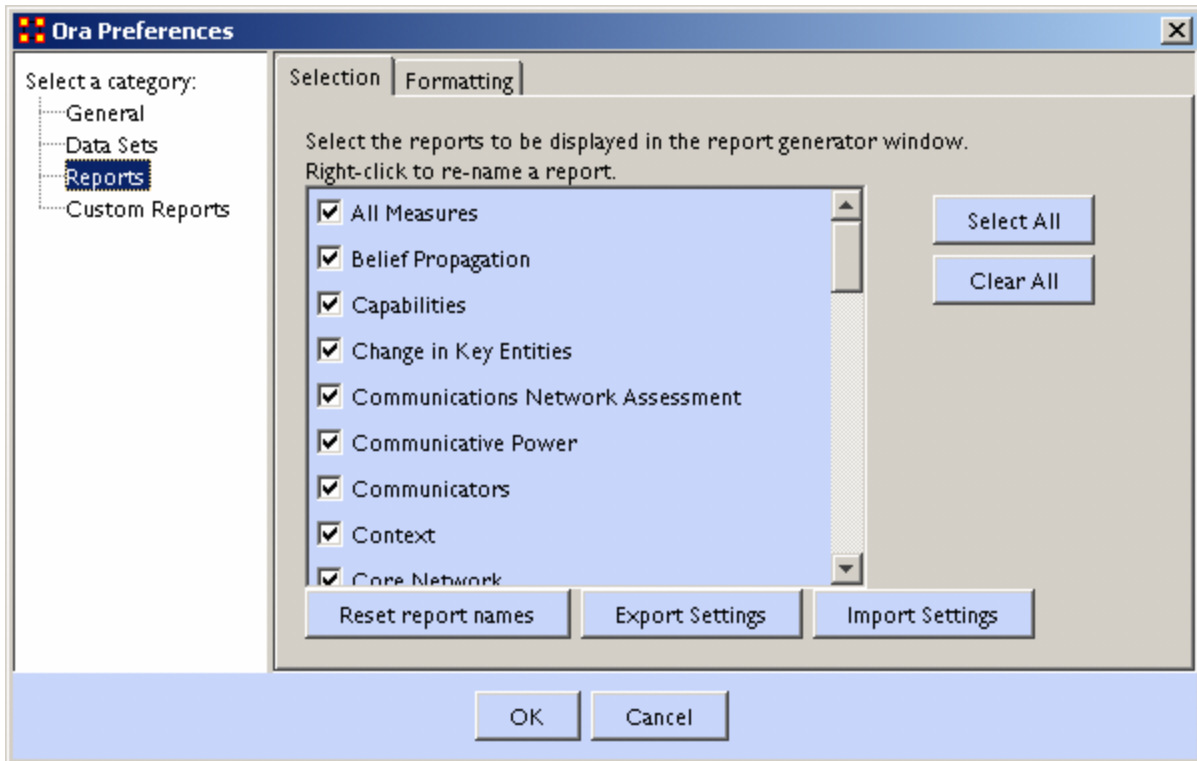 Ora Preferences
Select a category:
General
Data Sets
Reports
Custom Reports
Selection
Formatting
Select the reports to be displayed in the report generator window.
Right-click to re-name a report.
All Measures
Belief Propagation
Capabilities
Change in Key Entities
Communications Network Assessment
Communicative Power
Communicators
Context
Core Network
Select All
Clear All
Reset report names
Export Settings
Import Settings
OK
Cancel